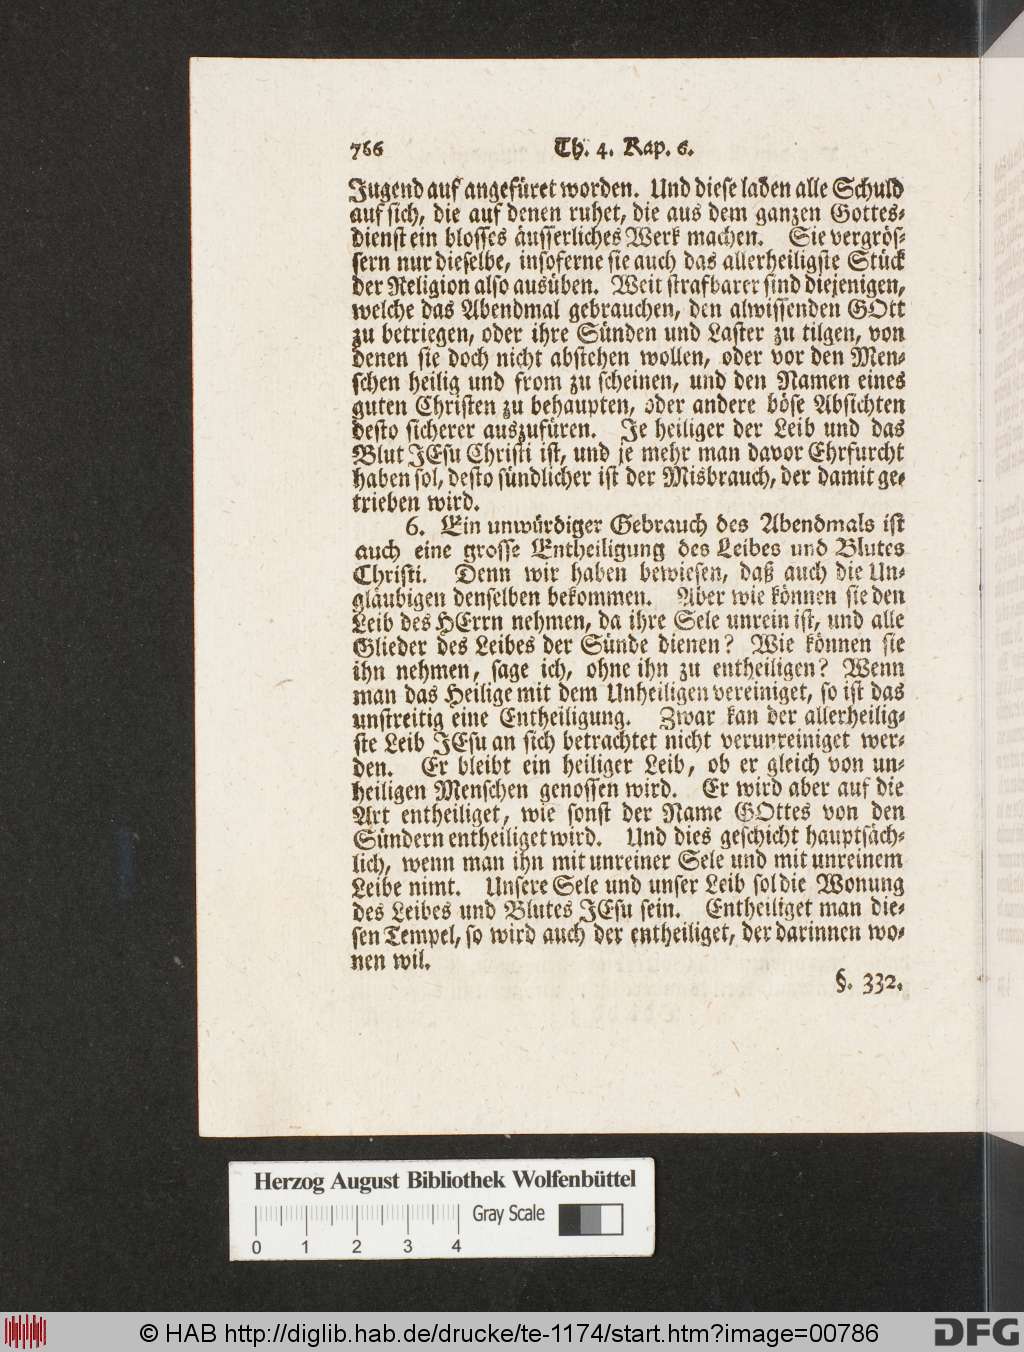 766 Th. 4. Kap. 6.
Jugend auf angefüret worden. Und diese laden alle Schuld
auf sich, die auf denen ruhet, die aus dem ganzen Gottes-
dienst ein blosses äusserliches Werk machen. Sie vergrös-
sern nur dieselbe, insoferne sie auch das allerheiligste Stück
der Religion also ausüben. Weit strafbarer sind diejenigen,
welche das Abendmal gebrauchen, den alwissenden GOtt
zu betriegen, oder ihre Sünden und Laster zu tilgen, von
denen sie doch nicht abstehen wollen, oder vor den Men-
schen heilig und from zu scheinen, und den Namen eines
guten Christen zu behaupten, oder andere böse Absichten
desto sicherer auszufüren. Je heiliger der Leib und das
Blut JEsu Christi ist, und je mehr man davor Ehrfurcht
haben sol, desto sündlicher ist der Misbrauch, der damit ge-
trieben wird.
6. Ein unwürdiger Gebrauch des Abendmals ist
auch eine grosse Entheiligung des Leibes und Blutes
Christi. Denn wir haben bewiesen, daß auch die Un-
gläubigen denselben bekommen. Aber wie können sie den
Leib des HErrn nehmen, da ihre Sele unrein ist, und alle
Glieder des Leibes der Sünde dienen? Wie können sie
ihn nehmen, sage ich, ohne ihn zu entheiligen? Wenn
man das Heilige mit dem Unheiligen vereiniget, so ist das
unstreitig eine Entheiligung. Zwar kan der allerheilig-
ste Leib JEsu an sich betrachtet nicht verunreiniget wer-
den. Er bleibt ein heiliger Leib, ob er gleich von un-
heiligen Menschen genossen wird. Er wird aber auf die
Art entheiliget, wie sonst der Name GOttes von den
Sündern entheiliget wird. Und dies geschicht hauptsäch-
lich, wenn man ihn mit unreiner Sele und mit unreinem
Leibe nimt. Unsere Sele und unser Leib sol die Wonung
des Leibes und Blutes JEsu sein. Entheiliget man die-
sen Tempel, so wird auch der entheiliget, der darinnen wo-
nen wil.
§. 332.
Herzog August Bibliothek Wolfenbüttel
Gray Scale
0 1 2 3 4
© HAB http://diglib.hab.de/drucke/te-1174/start.htm?image=00786
DFG